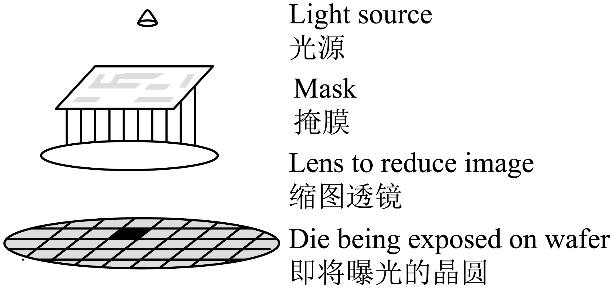 Light source
光源
Mask
掩膜
Lens to reduce image
缩图透镜
Die being exposed on wafer
即将曝光的晶圆